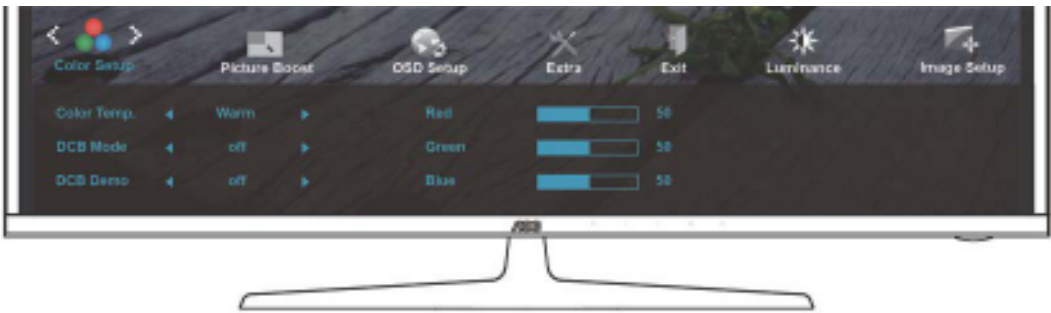 Color Setup Picture Boost OSD Setup Extra Exit Luminance Image Setup
Color Temp. Warm Red 50
DCB Mode off Green 50
DCB Demo off Blue 50
AOC